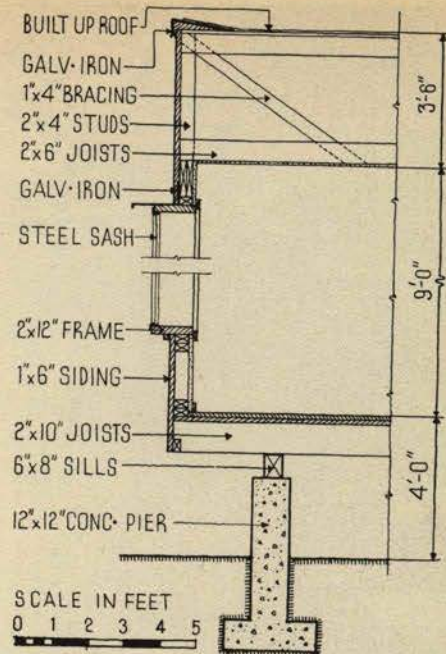 BUILT UP ROOF
GALV·IRON
1"x4" BRACING
2"x4" STUDS
2"x6" JOISTS
GALV·IRON
STEEL SASH
2"x12" FRAME
1"x6" SIDING
2"x10" JOISTS
6"x8" SILLS
12"x12" CONC· PIER
3'-6"
9'-0"
4'-0"
SCALE IN FEET
0 1 2 3 4 5